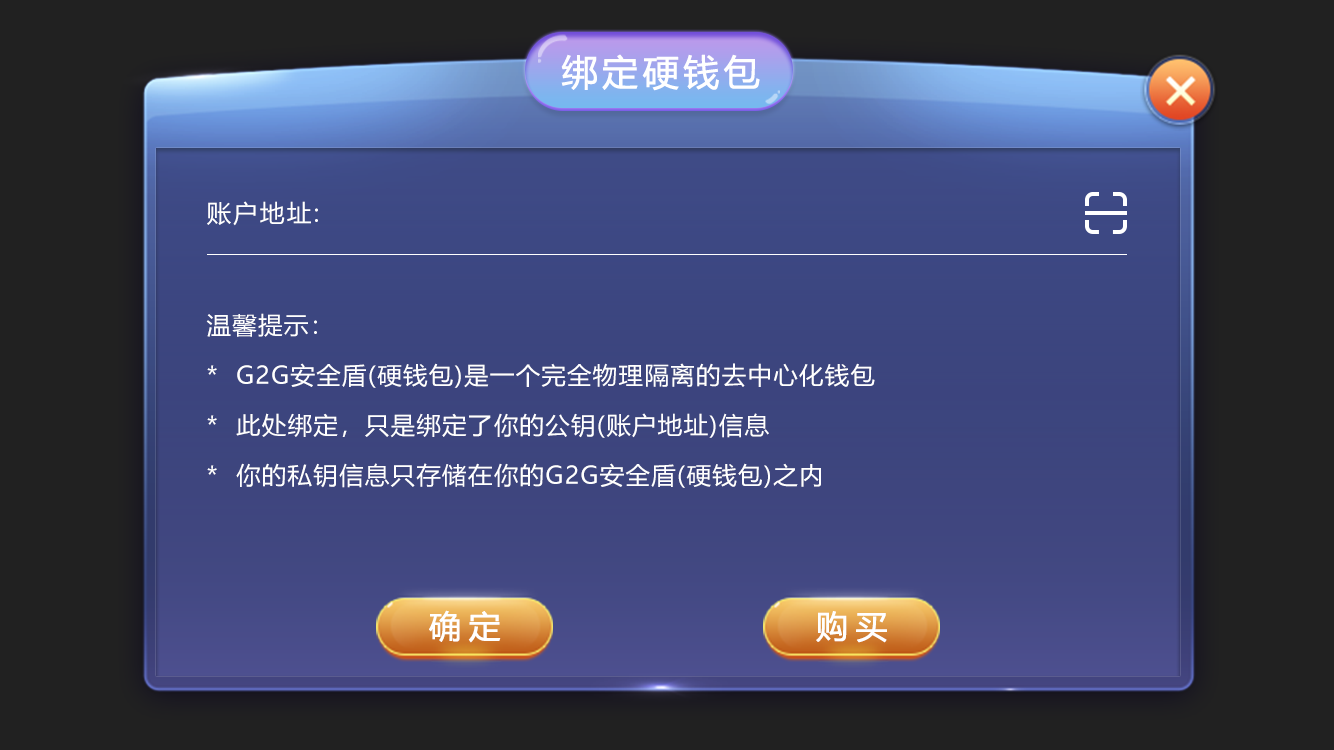 绑定硬钱包
账户地址:
温馨提示:
* G2G安全盾(硬钱包)是一个完全物理隔离的去中心化钱包
* 此处绑定，只是绑定了你的公钥(账户地址)信息
* 你的私钥信息只存储在你的G2G安全盾(硬钱包)之内
确定
购买